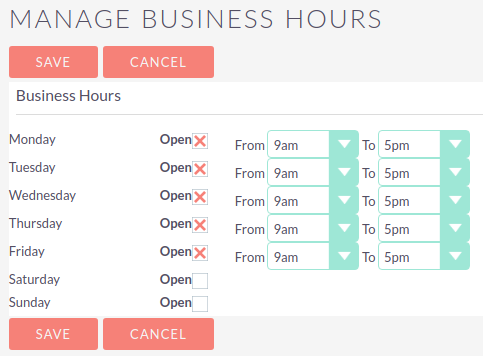 MANAGE BUSINESS HOURS
SAVE CANCEL
Business Hours
Monday Open From 9am To 5pm
Tuesday Open From 9am To 5pm
Wednesday Open From 9am To 5pm
Thursday Open From 9am To 5pm
Friday Open From 9am To 5pm
Saturday Open
Sunday Open
SAVE CANCEL